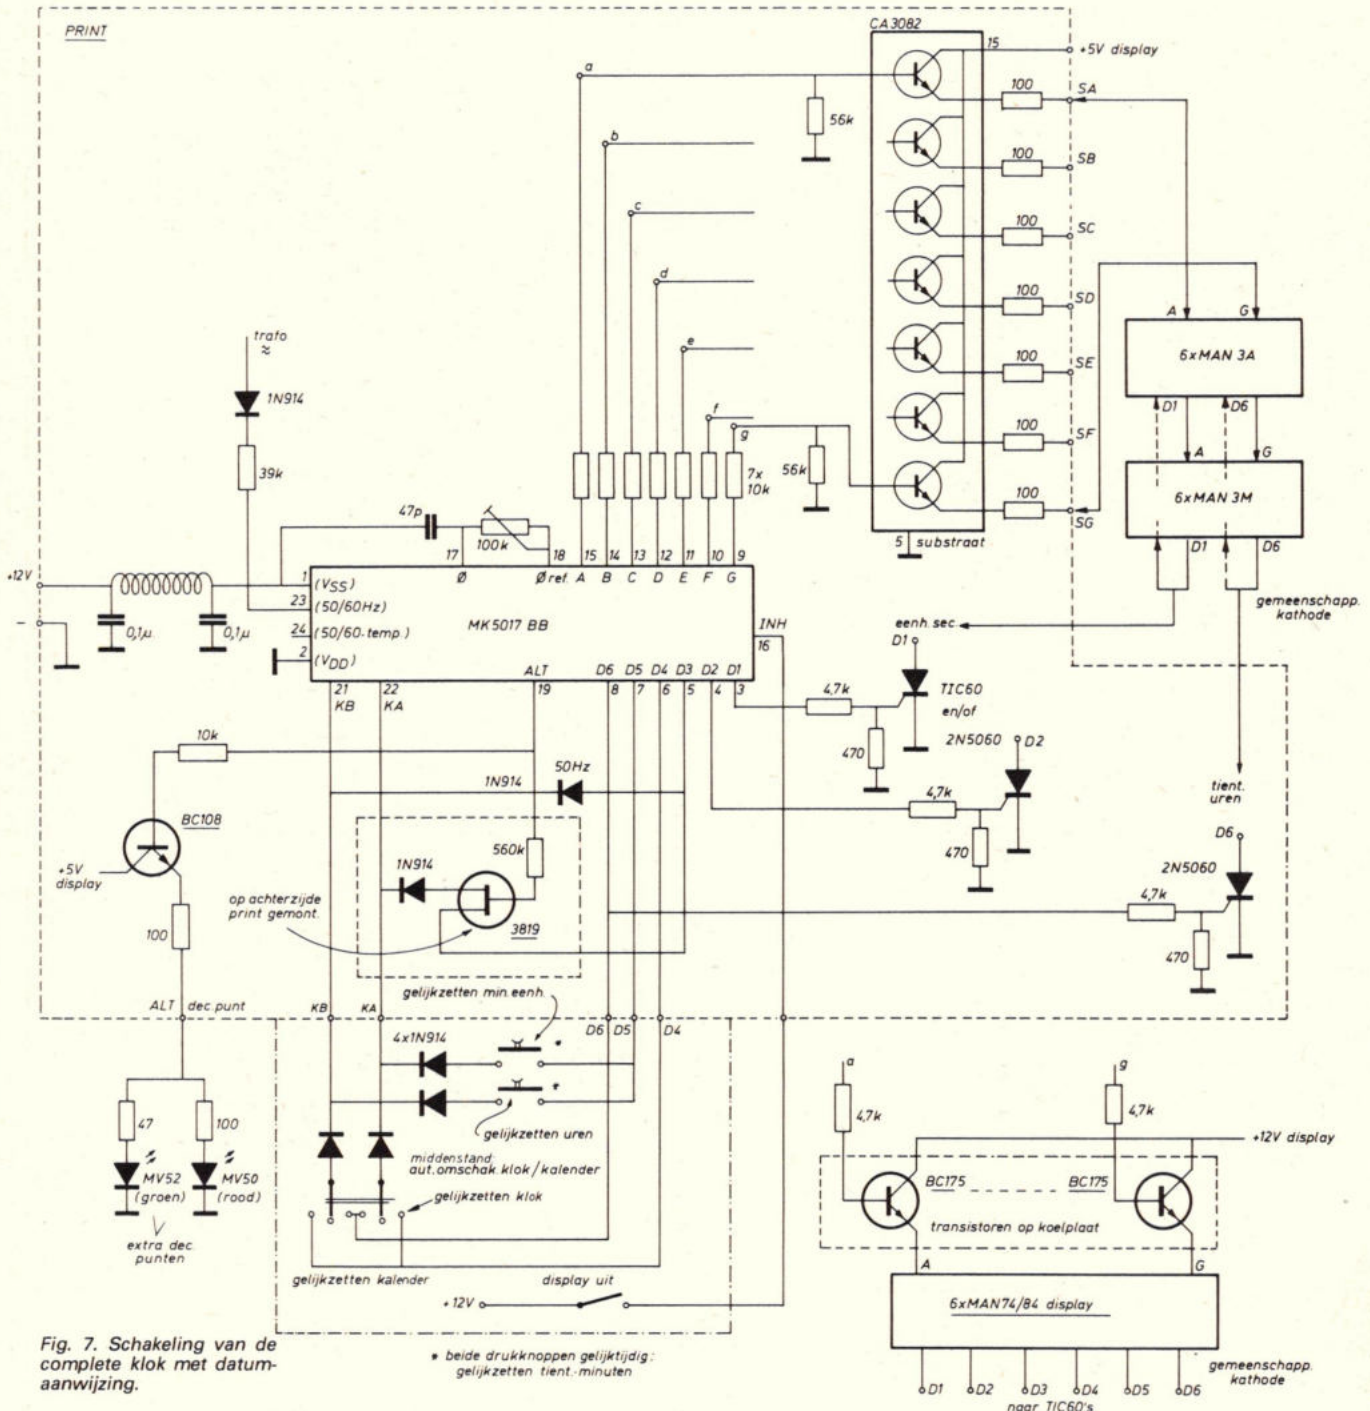 PRINT
CA3082
15
+5V display
a
100
SA
56k
b
100
SB
c
100
SC
d
100
SD
trafo
≈
A
G
6xMAN 3A
e
100
SE
1N914
D1
D6
f
100
SF
g
39k
7x
10k
56k
A
G
6xMAN 3M
47p
100k
100
SG
17
18
15
14
13
12
11
10
9
5
substraat
D1
D6
+12V
1
(VSS)
Ø
Ø ref.
A
B
C
D
E
F
G
23
(50/60Hz)
gemeenschapp.
kathode
-
0,1µ
0,1µ
24
(50/60-temp.)
MK5017 BB
INH
16
eenh.sec
D1
2
(VDD)
ALT
D6
D5
D4
D3
D2
D1
21
22
19
8
7
6
5
4
3
KB
KA
4,7k
TIC60
en/of
10k
470
2N5060
D2
1N914
50Hz
4,7k
tient.
uren
BC108
470
D6
+5V
display
1N914
560k
2N5060
op achterzijde
print gemont.
4,7k
100
3819
470
gelijkzetten min.eenh.
ALT
dec.punt
KB
KA
D6
D5
D4
4x1N914
*
a
g
*
47
100
4,7k
4,7k
gelijkzetten uren
+12V display
MV52
(groen)
MV50
(rood)
middenstand:
aut.omschak.klok/kalender
BC175
BC175
gelijkzetten klok
transistoren op koelplaat
extra dec.
punten
gelijkzetten kalender
display uit
A
G
+12V
6xMAN74/84 display
Fig. 7. Schakeling van de
complete klok met datum-
aanwijzing.
* beide drukknoppen gelijktijdig:
gelijkzetten tient.-minuten
gemeenschapp.
kathode
D1
D2
D3
D4
D5
D6
naar TIC60's